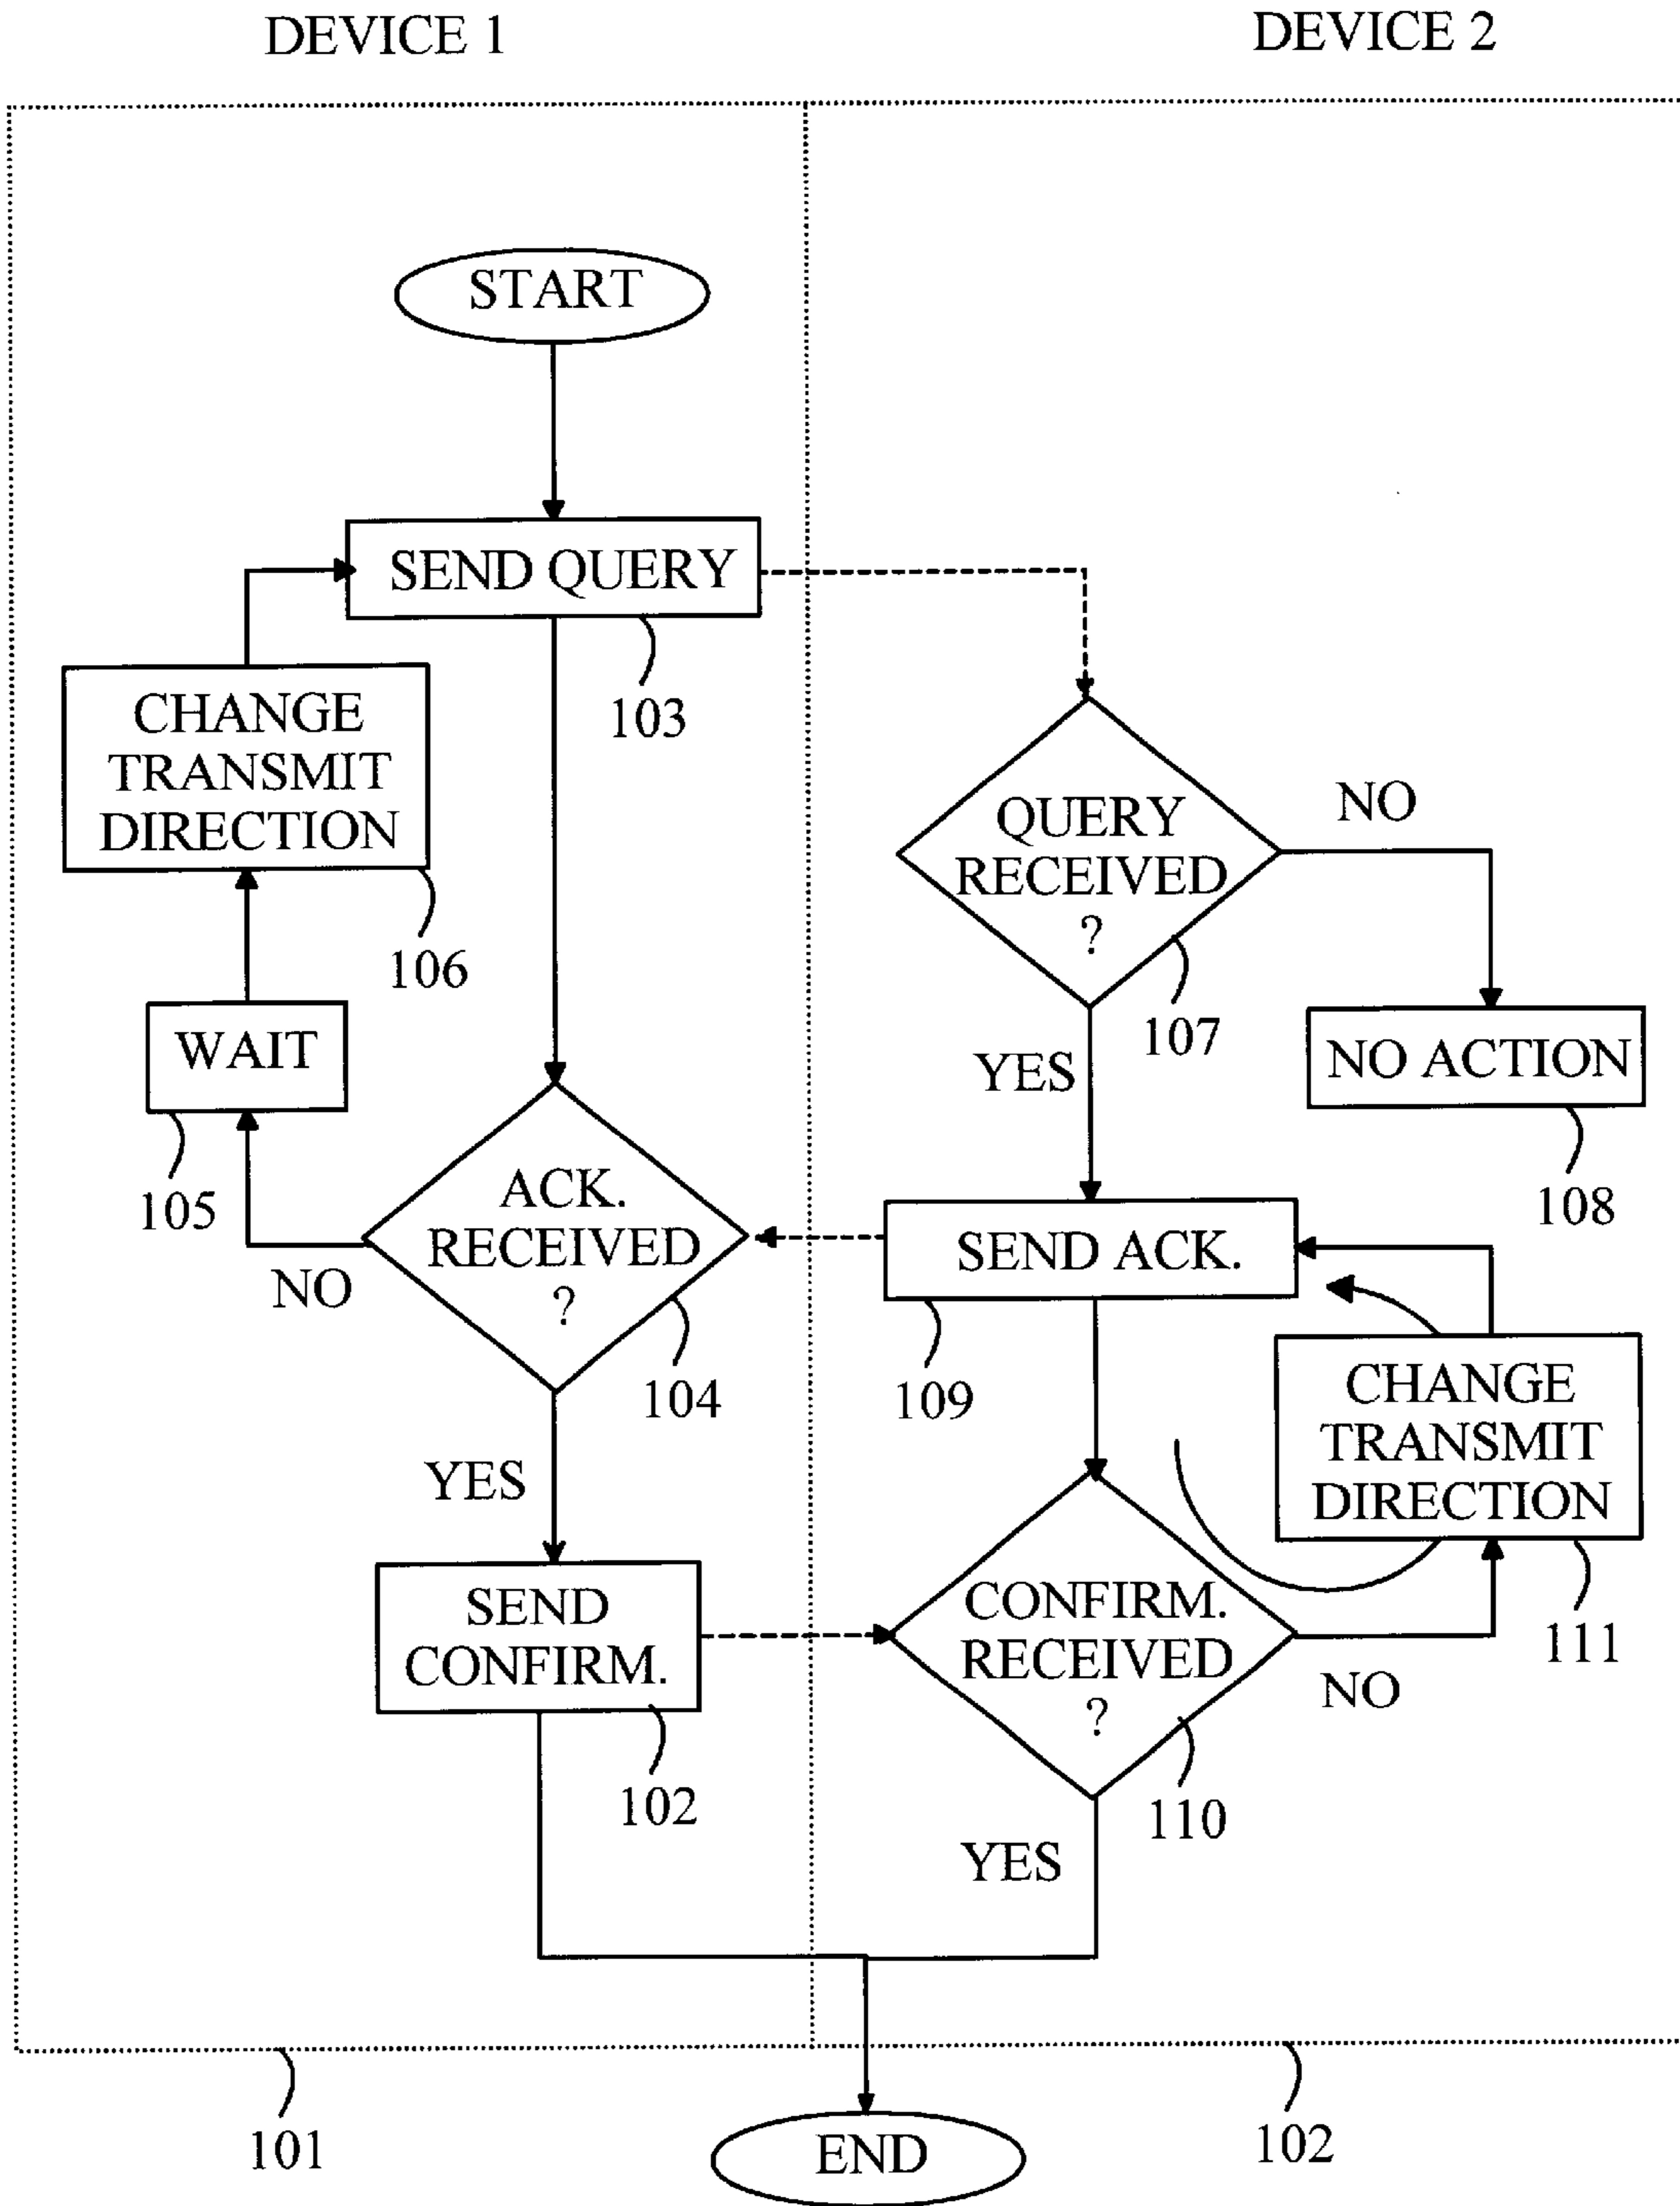 DEVICE 1
DEVICE 2
START
SEND QUERY
103
CHANGE
TRANSMIT
DIRECTION
106
QUERY
RECEIVED
?
107
NO
YES
WAIT
105
NO ACTION
108
ACK.
RECEIVED
?
104
NO
YES
SEND ACK.
109
CHANGE
TRANSMIT
DIRECTION
111
SEND
CONFIRM.
102
CONFIRM.
RECEIVED
?
110
NO
YES
101
102
END